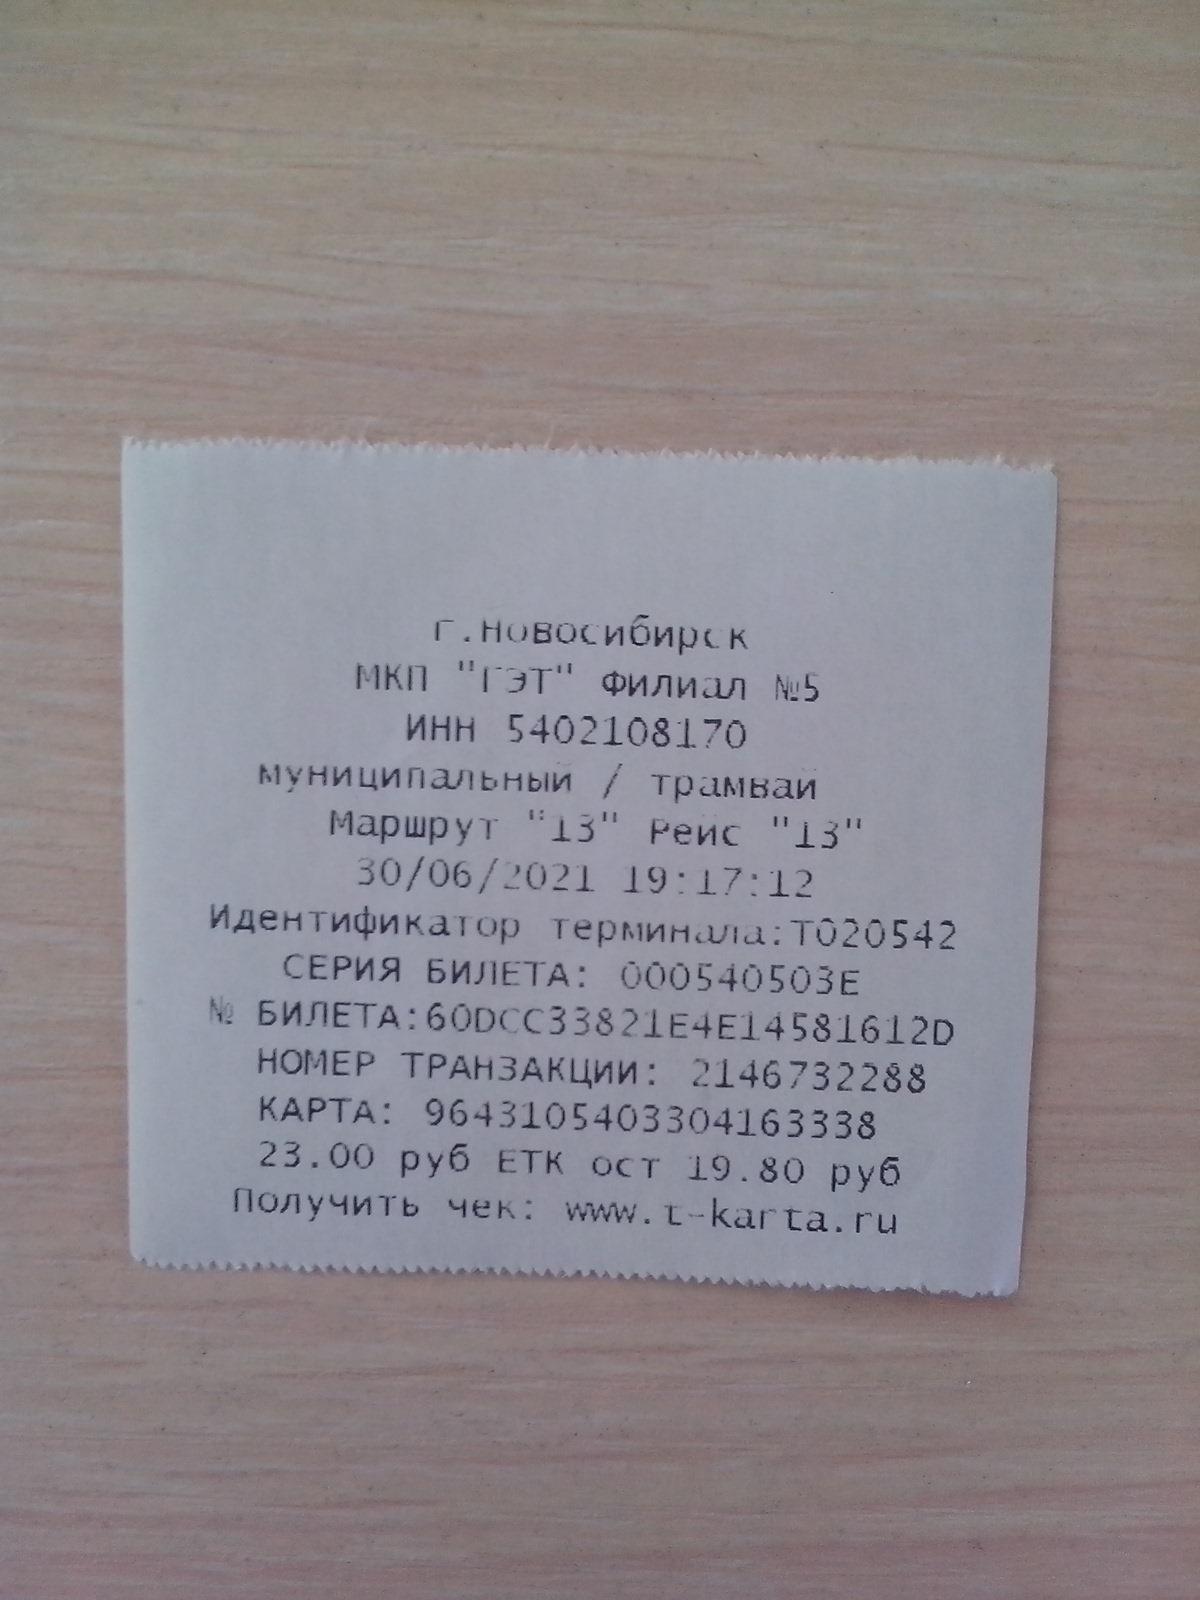 г.Новосибирск
МКП "ГЭТ" Филиал №5
ИНН 5402108170
муниципальный / трамвай
Маршрут "13" Рейс "13"
30/06/2021 19:17:12
Идентификатор терминала:T020542
СЕРИЯ БИЛЕТА: 000540503E
№ БИЛЕТА:60DCC33821E4E14581612D
НОМЕР ТРАНЗАКЦИИ: 2146732288
КАРТА: 9643105403304163338
23.00 руб ЕТК ост 19.80 руб
Получить чек: www.t-karta.ru